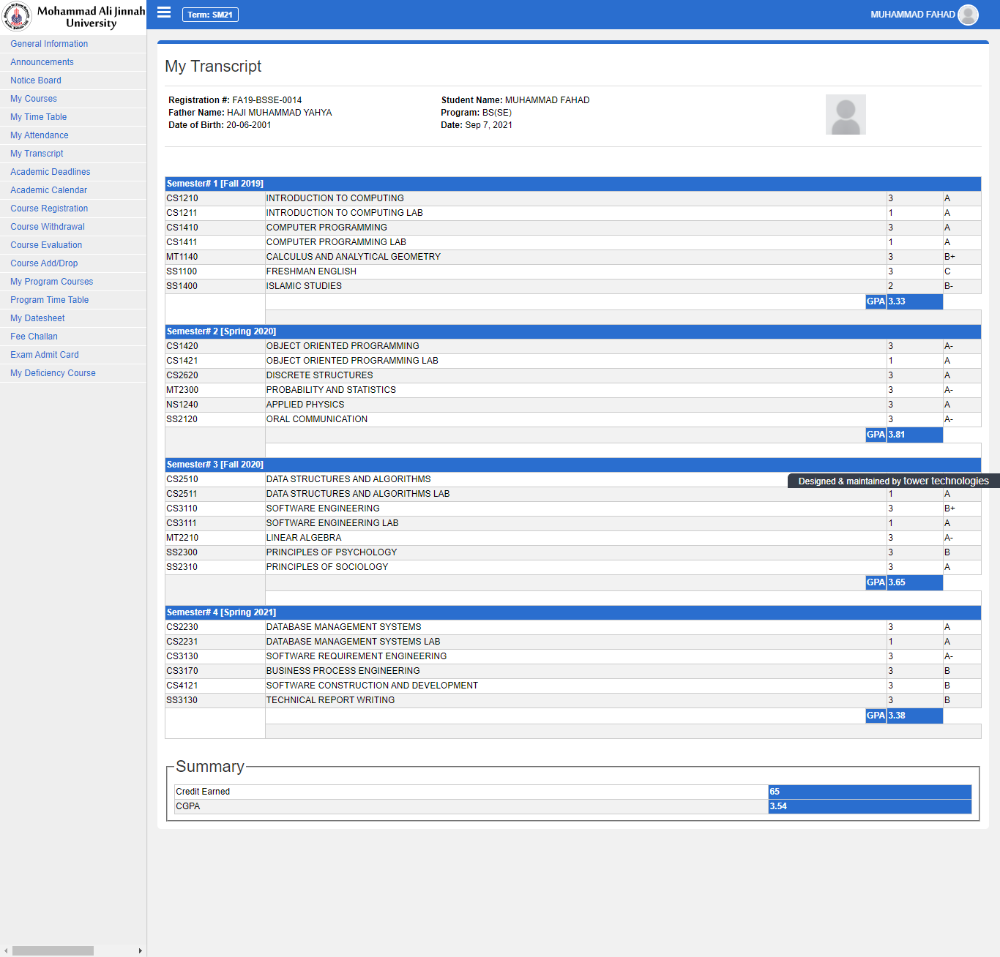 Mohammad Ali Jinnah
University
Term: SM21
MUHAMMAD FAHAD
General Information
Announcements
Notice Board
My Courses
My Time Table
My Attendance
My Transcript
Academic Deadlines
Academic Calendar
Course Registration
Course Withdrawal
Course Evaluation
Course Add/Drop
My Program Courses
Program Time Table
My Datesheet
Fee Challan
Exam Admit Card
My Deficiency Course
My Transcript
Registration #: FA19-BSSE-0014 Student Name: MUHAMMAD FAHAD
Father Name: HAJI MUHAMMAD YAHYA Program: BS(SE)
Date of Birth: 20-06-2001 Date: Sep 7, 2021
Semester# 1 [Fall 2019]
CS1210 INTRODUCTION TO COMPUTING 3 A
CS1211 INTRODUCTION TO COMPUTING LAB 1 A
CS1410 COMPUTER PROGRAMMING 3 A
CS1411 COMPUTER PROGRAMMING LAB 1 A
MT1140 CALCULUS AND ANALYTICAL GEOMETRY 3 B+
SS1100 FRESHMAN ENGLISH 3 C
SS1400 ISLAMIC STUDIES 2 B-
GPA 3.33
Semester# 2 [Spring 2020]
CS1420 OBJECT ORIENTED PROGRAMMING 3 A-
CS1421 OBJECT ORIENTED PROGRAMMING LAB 1 A
CS2620 DISCRETE STRUCTURES 3 A
MT2300 PROBABILITY AND STATISTICS 3 A-
NS1240 APPLIED PHYSICS 3 A
SS2120 ORAL COMMUNICATION 3 A-
GPA 3.81
Semester# 3 [Fall 2020]
CS2510 DATA STRUCTURES AND ALGORITHMS
Designed & maintained by tower technologies
CS2511 DATA STRUCTURES AND ALGORITHMS LAB 1 A
CS3110 SOFTWARE ENGINEERING 3 B+
CS3111 SOFTWARE ENGINEERING LAB 1 A
MT2210 LINEAR ALGEBRA 3 A-
SS2300 PRINCIPLES OF PSYCHOLOGY 3 B
SS2310 PRINCIPLES OF SOCIOLOGY 3 A
GPA 3.65
Semester# 4 [Spring 2021]
CS2230 DATABASE MANAGEMENT SYSTEMS 3 A
CS2231 DATABASE MANAGEMENT SYSTEMS LAB 1 A
CS3130 SOFTWARE REQUIREMENT ENGINEERING 3 A-
CS3170 BUSINESS PROCESS ENGINEERING 3 B
CS4121 SOFTWARE CONSTRUCTION AND DEVELOPMENT 3 B
SS3130 TECHNICAL REPORT WRITING 3 B
GPA 3.38
Summary
Credit Earned 65
CGPA 3.54